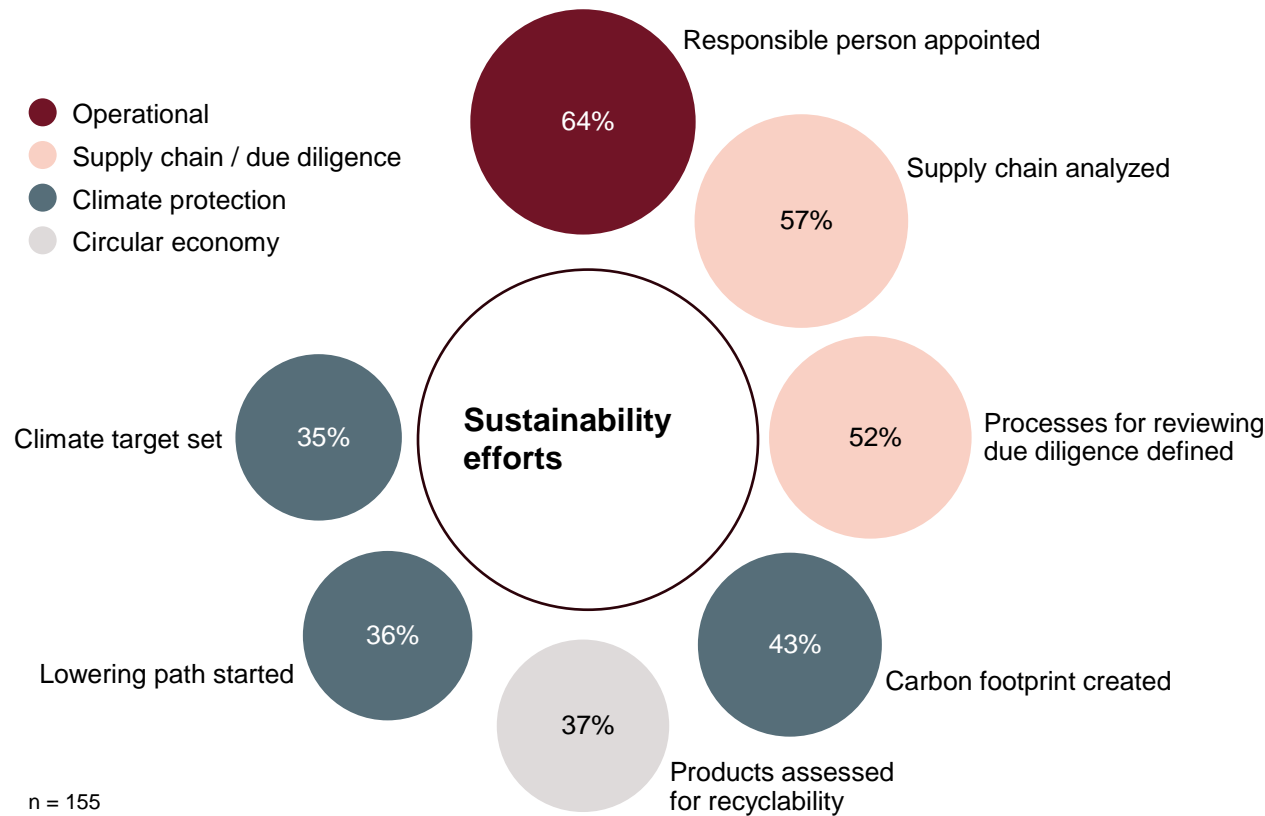 Responsible person appointed
64%
Operational
Supply chain / due diligence
Climate protection
Circular economy
Supply chain analyzed
57%
Sustainability
efforts
Climate target set
35%
52%
Processes for reviewing
due diligence defined
36%
Lowering path started
43%
Carbon footprint created
37%
Products assessed
for recyclability
n = 155